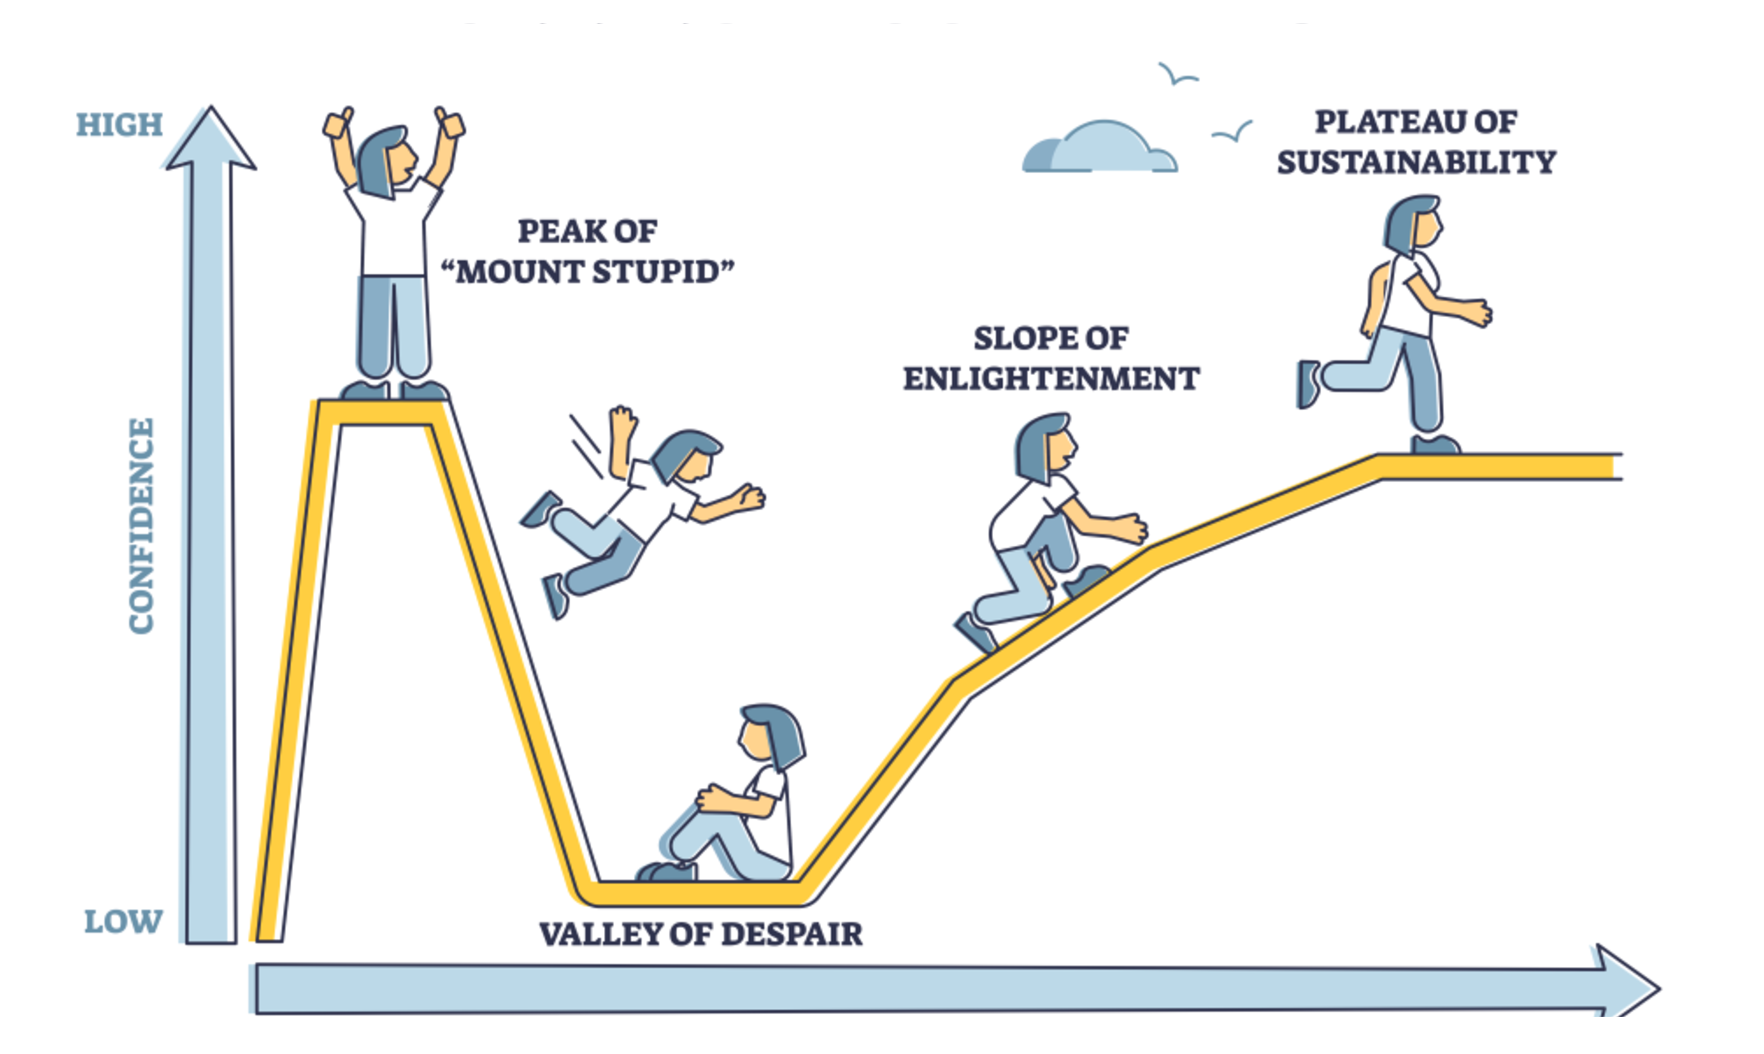 HIGH
PLATEAU OF
SUSTAINABILITY
PEAK OF
“MOUNT STUPID”
SLOPE OF
ENLIGHTENMENT
CONFIDENCE
LOW
VALLEY OF DESPAIR